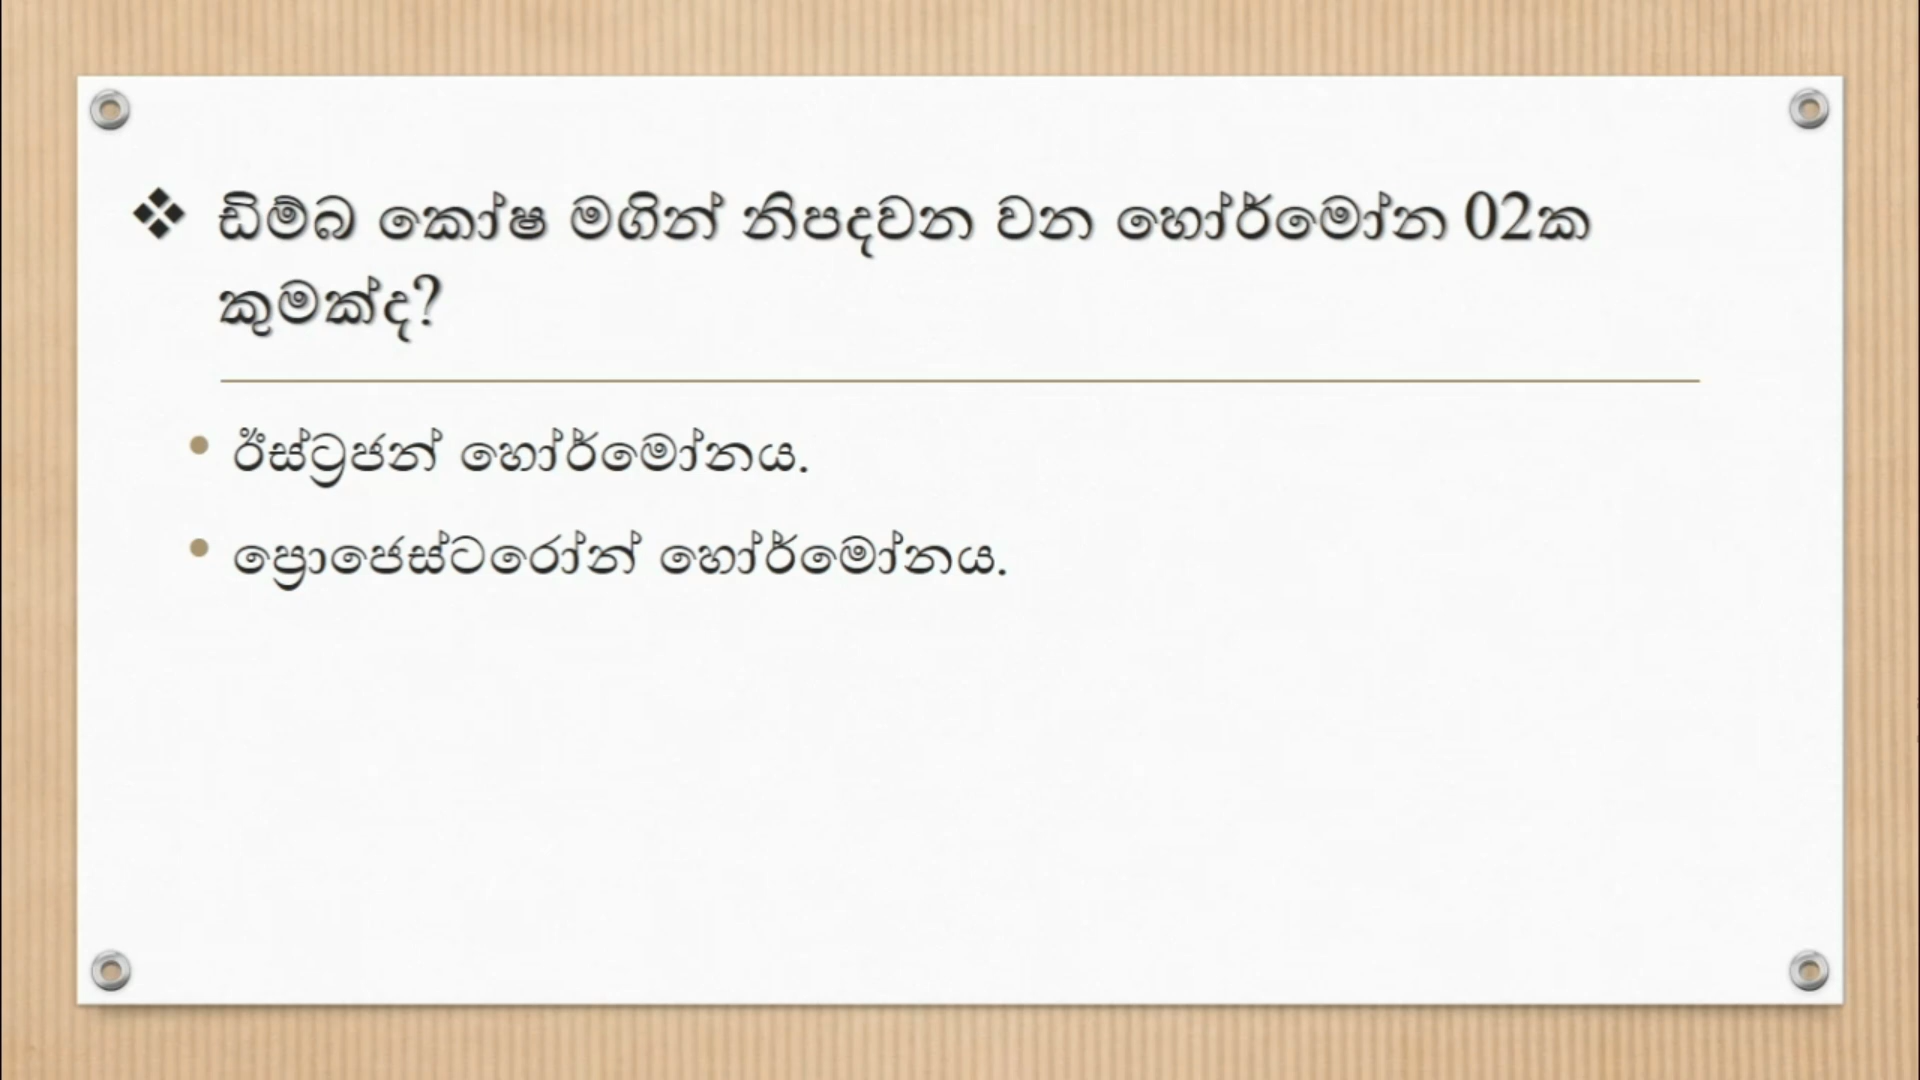 ❖ ඩිම්බ කෝෂ මගින් නිපදවන වන හෝර්මෝන 02ක
කුමක්ද?
• ඊස්ට්‍රජන් හෝර්මෝනය.
• ප්‍රොජෙස්ටරෝන් හෝර්මෝනය.